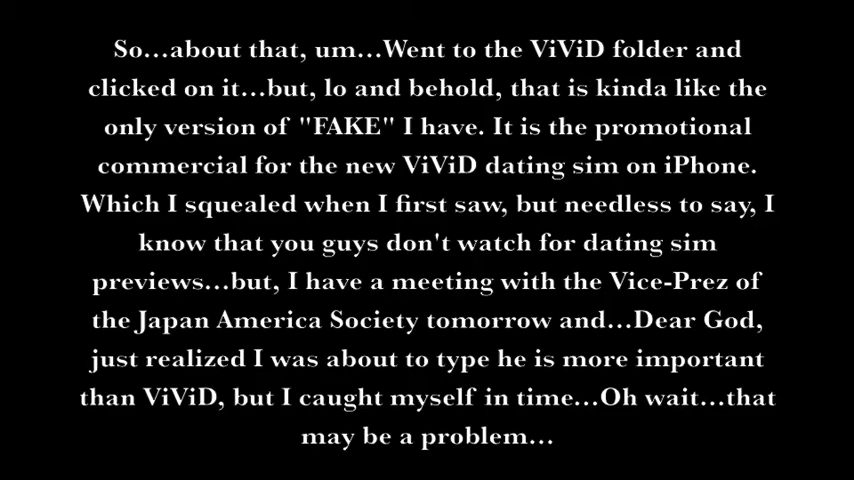 So...about that, um...Went to the ViViD folder and
clicked on it...but, lo and behold, that is kinda like the
only version of "FAKE" I have. It is the promotional
commercial for the new ViViD dating sim on iPhone.
Which I squealed when I first saw, but needless to say, I
know that you guys don't watch for dating sim
previews...but, I have a meeting with the Vice-Prez of
the Japan America Society tomorrow and...Dear God,
just realized I was about to type he is more important
than ViViD, but I caught myself in time...Oh wait...that
may be a problem...